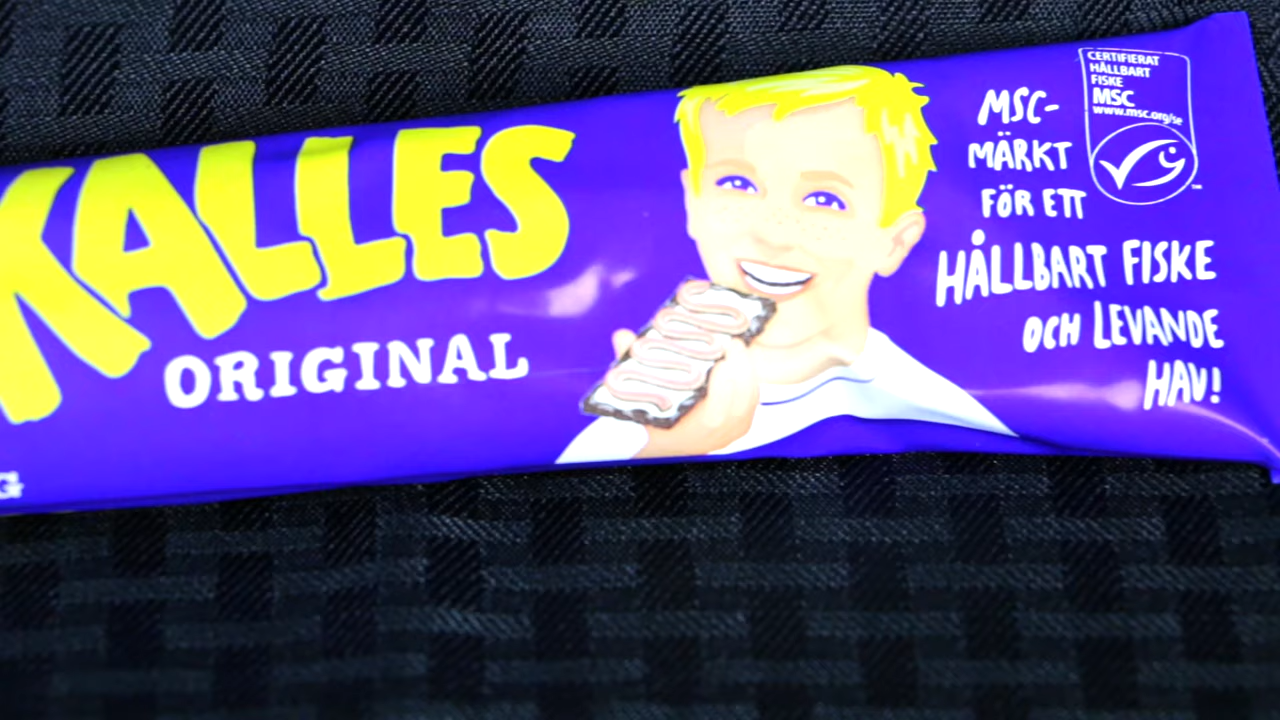 KALLES
ORIGINAL
G
MSC-
MÄRKT
FÖR ETT
HÅLLBART FISKE
OCH LEVANDE
HAV!
CERTIFIERAT
HÅLLBART
FISKE
MSC
www.msc.org/se
TM